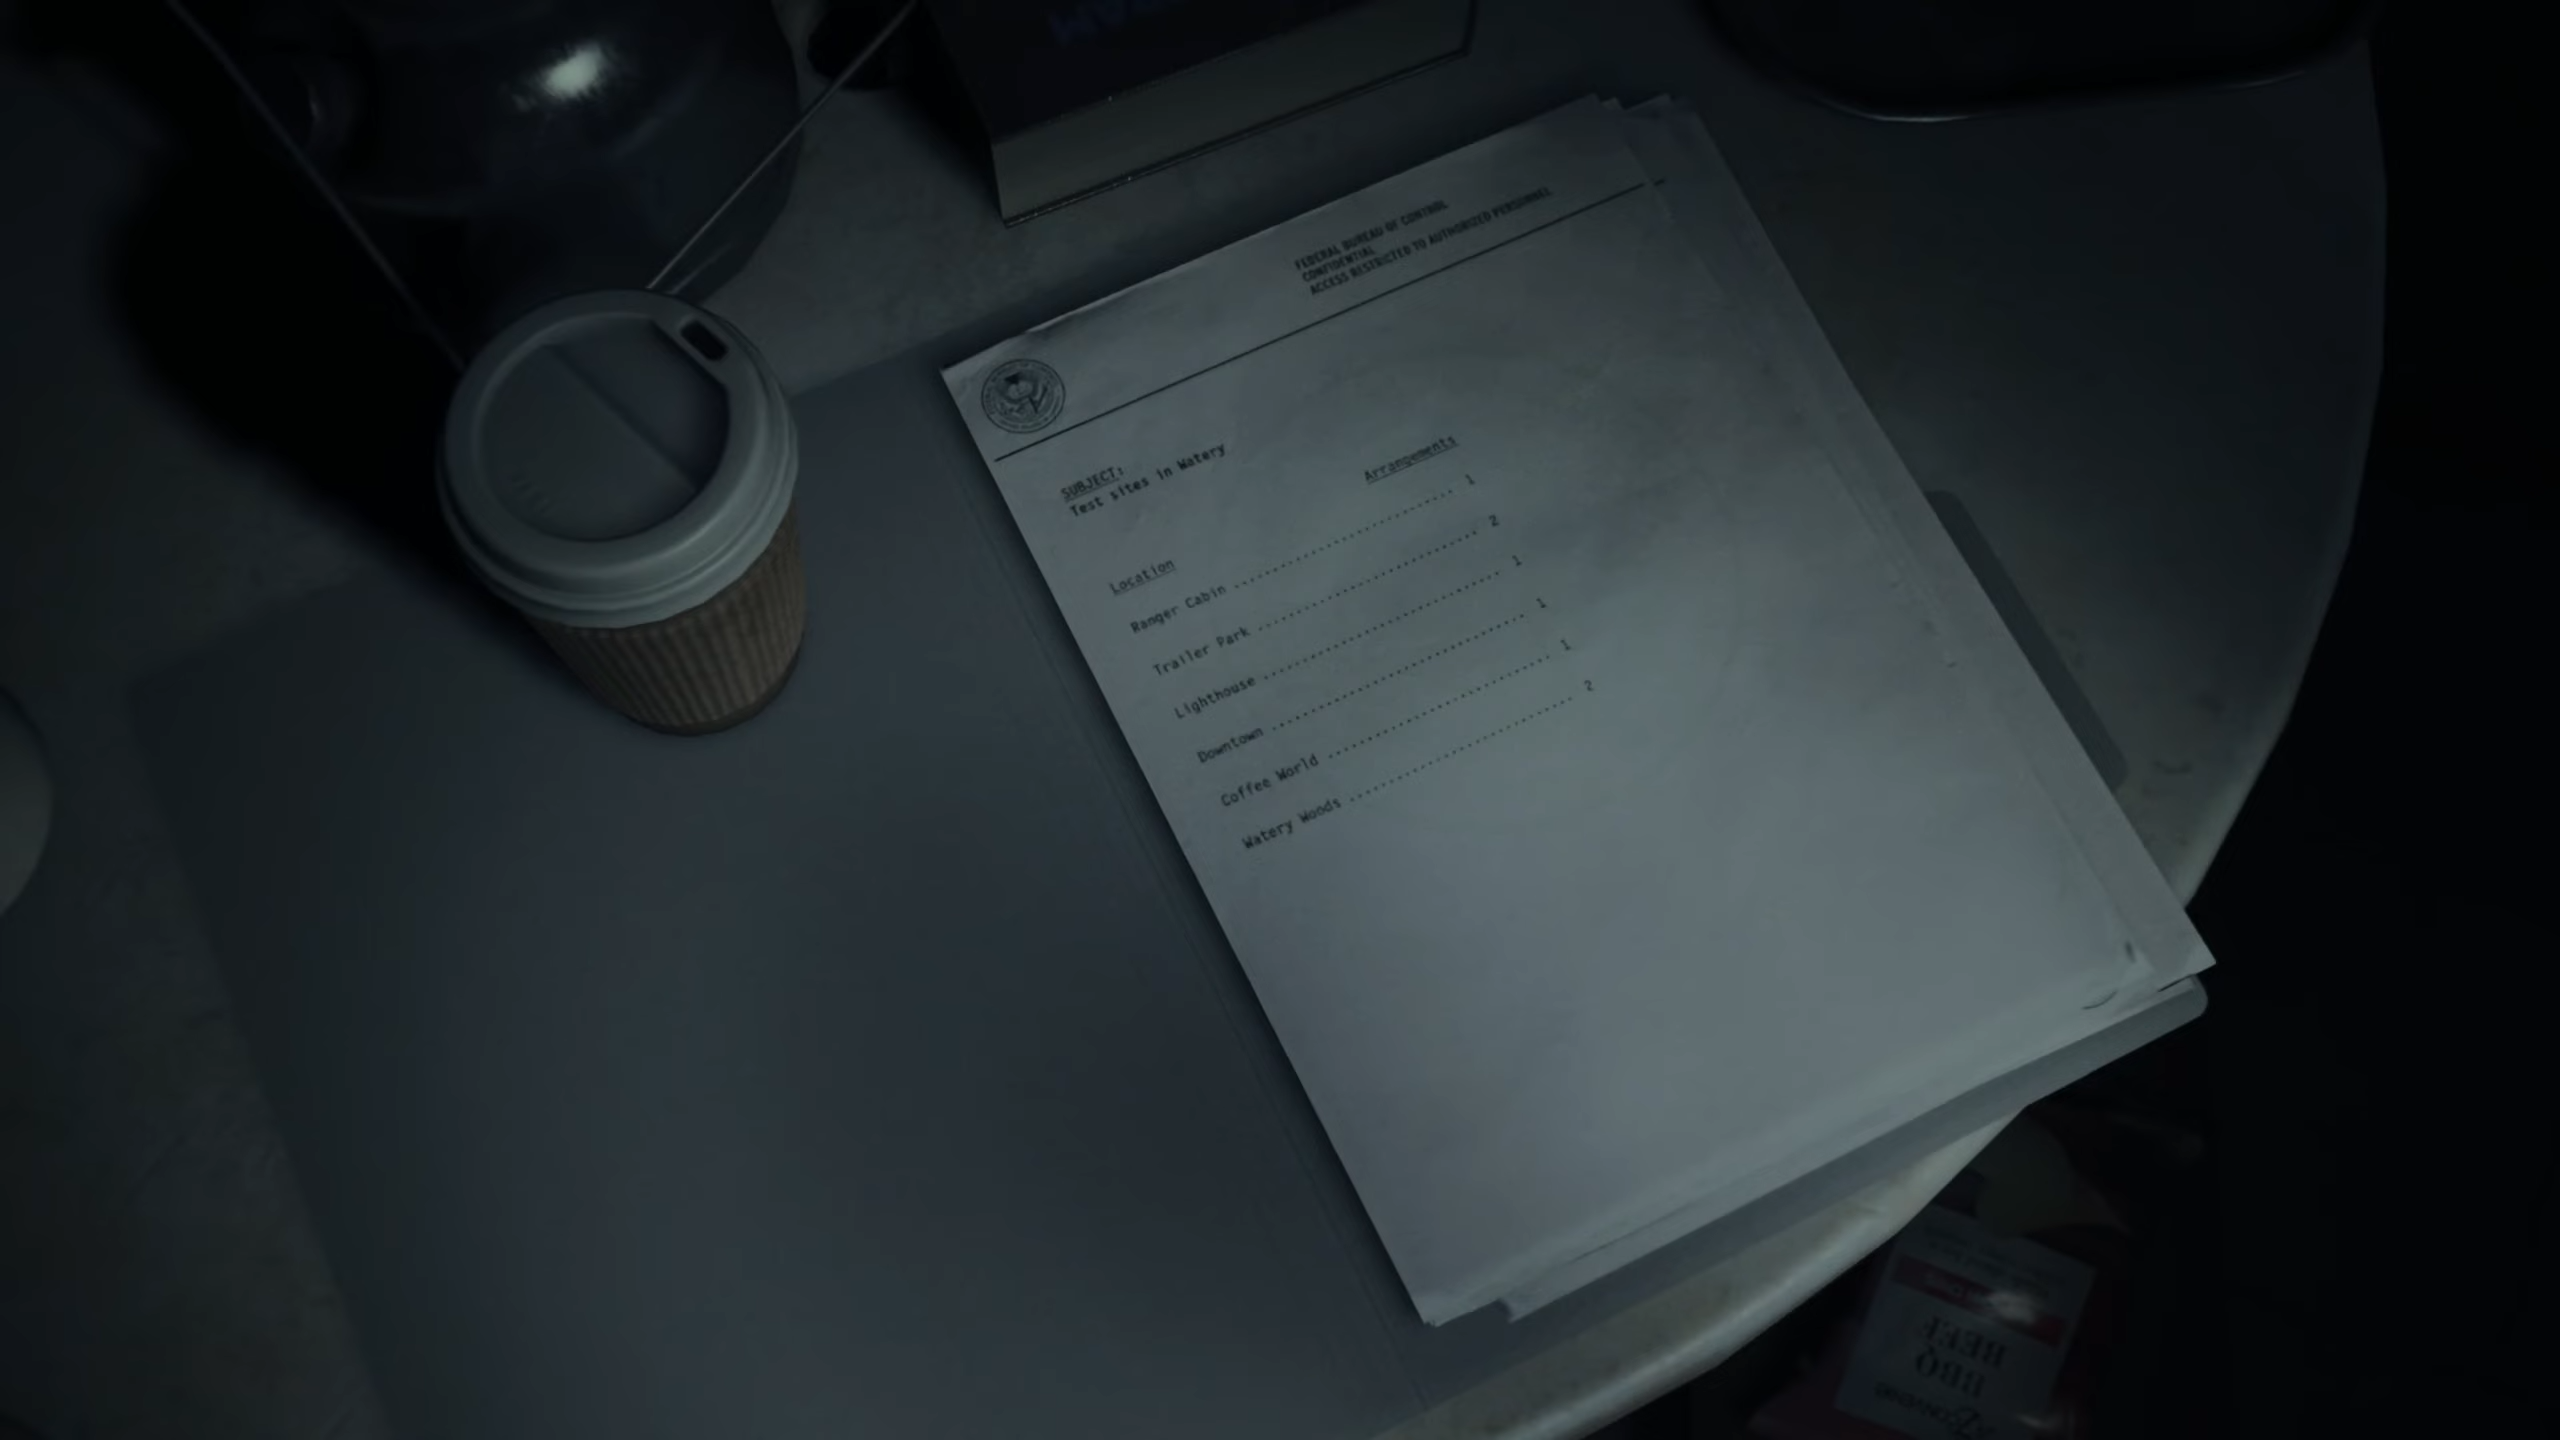 FEDERAL BUREAU OF CONTROL
CONFIDENTIAL
ACCESS RESTRICTED TO AUTHORIZED PERSONNEL
SUBJECT:
Test sites in Watery
Location Arrangements
Ranger Cabin .............................. 1
Trailer Park .............................. 2
Lighthouse ................................ 1
Downtown .................................. 1
Coffee World .............................. 1
Watery Woods .............................. 2
BBQ
BEEF